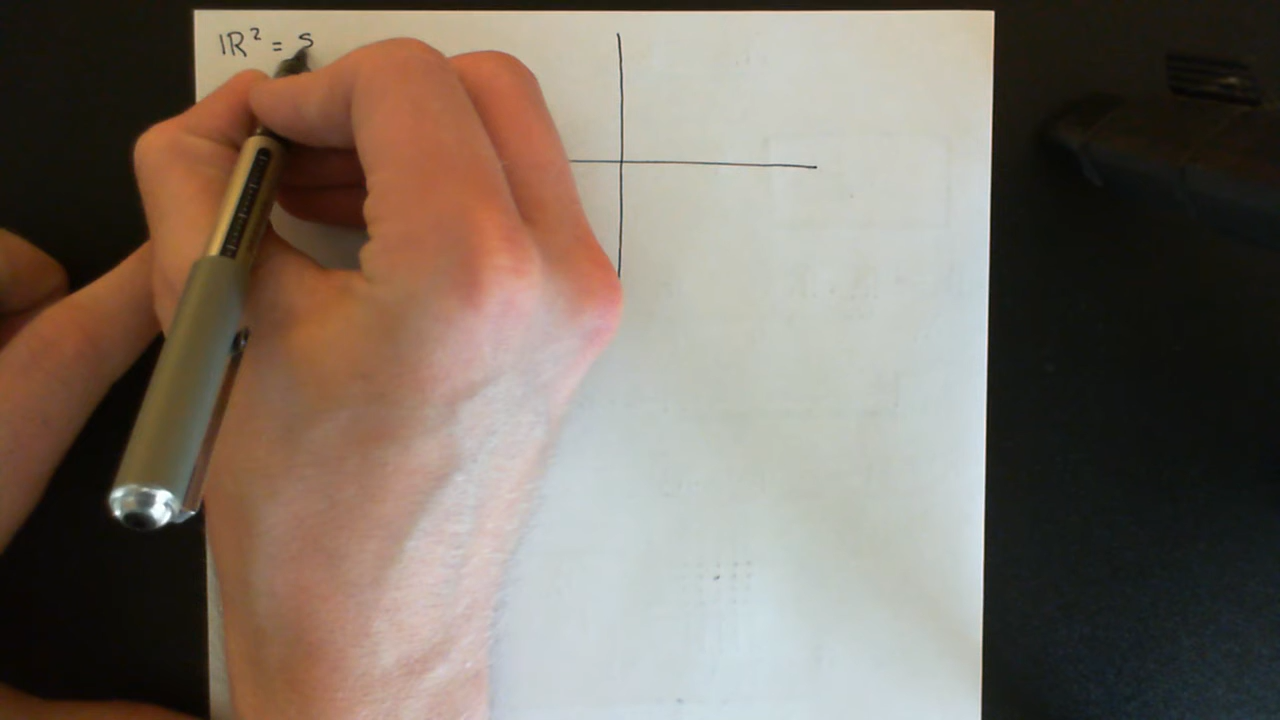 ℝ² = s